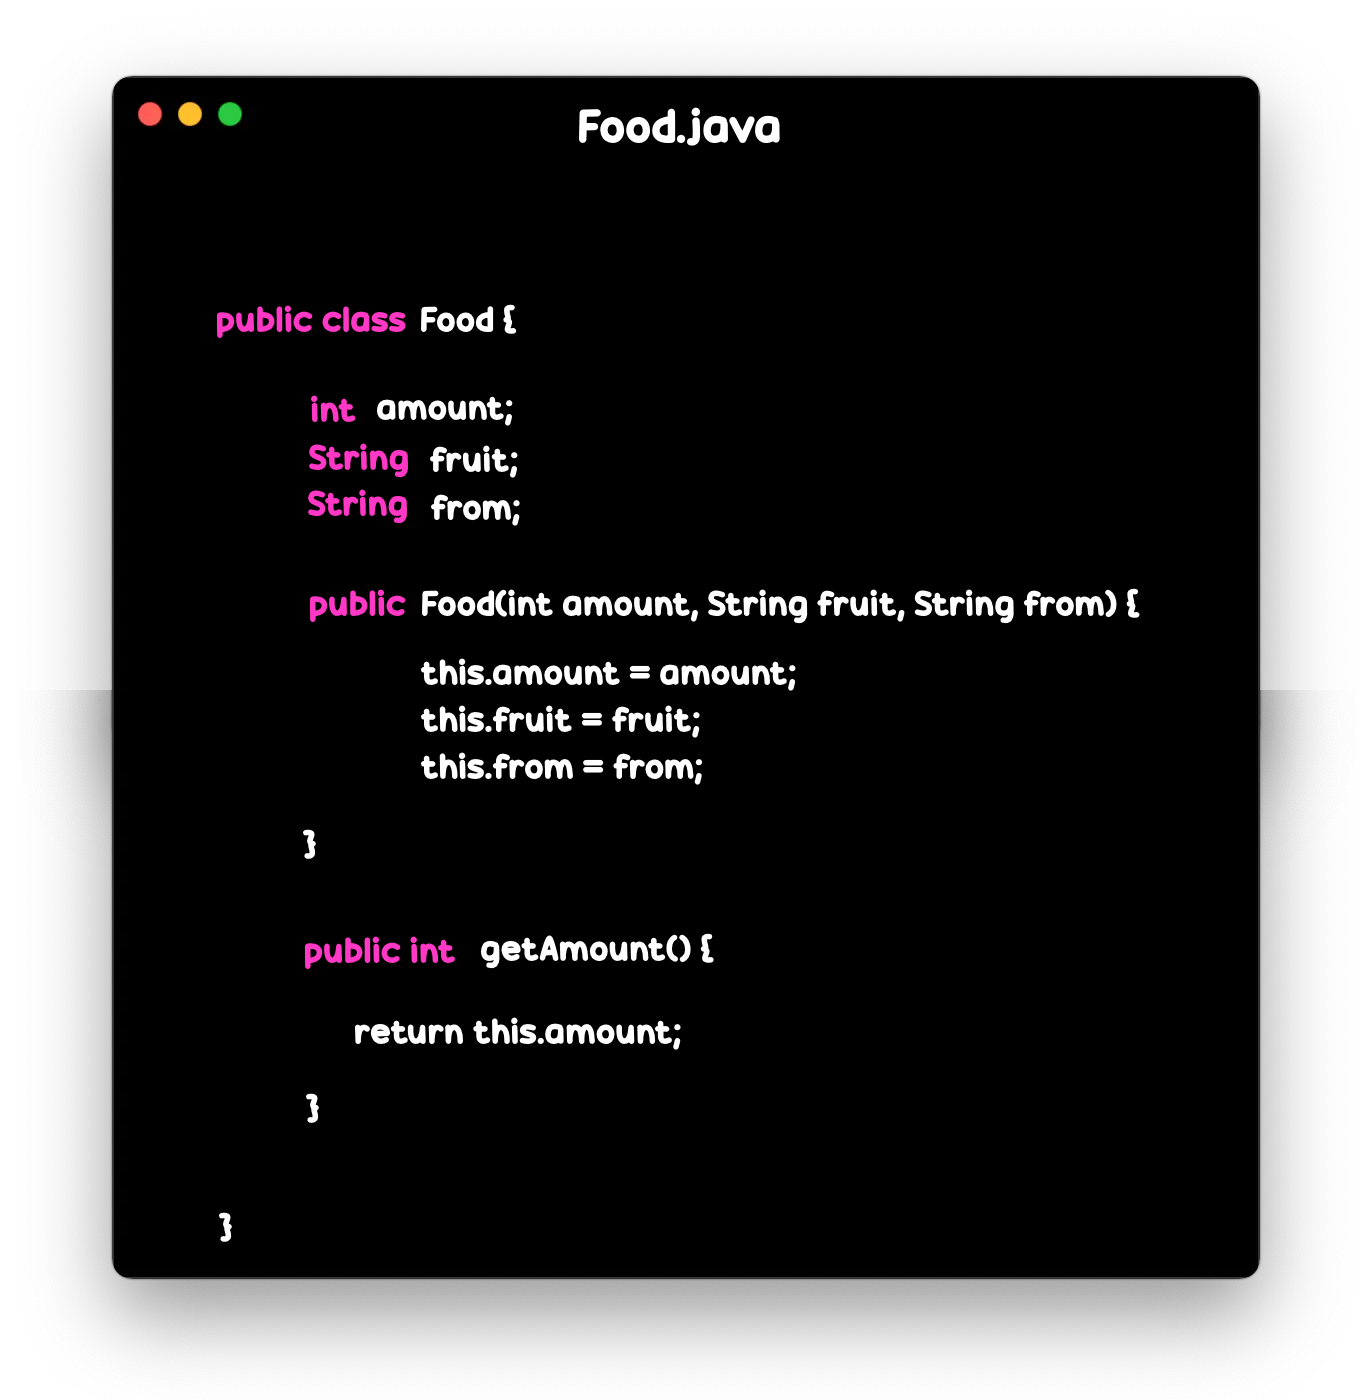 Food.java
public class Food {
int amount;
String fruit;
String from;
public Food(int amount, String fruit, String from) {
this.amount = amount;
this.fruit = fruit;
this.from = from;
}
public int getAmount() {
return this.amount;
}
}